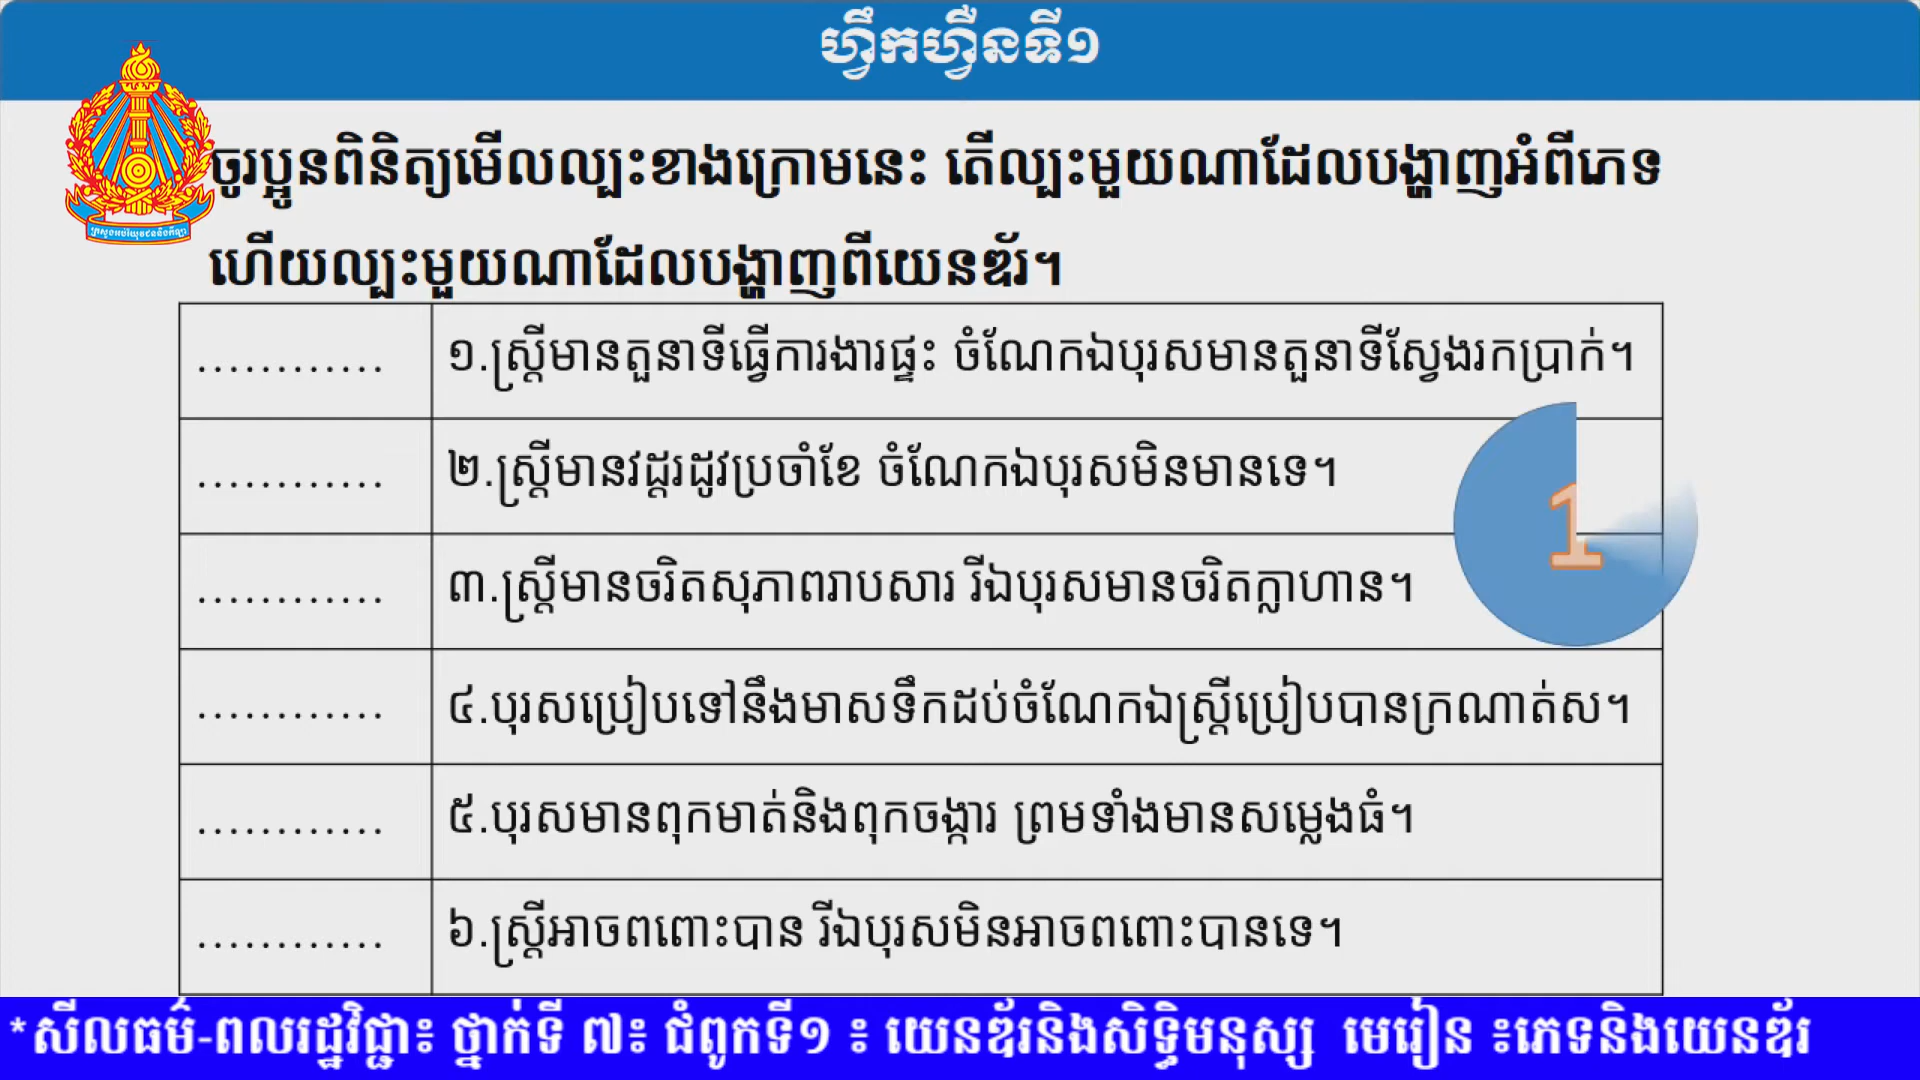 ហ្វឹកហ្វឺនទី១
ចូរប្អូនពិនិត្យមើលល្បះខាងក្រោមនេះ តើល្បះមួយណាដែលបង្ហាញអំពីភេទ
ហើយល្បះមួយណាដែលបង្ហាញពីយេនឌ័រ។
............ ១.ស្ត្រីមានតួនាទីធ្វើការងារផ្ទះ ចំណែកឯបុរសមានតួនាទីស្វែងរកប្រាក់។
............ ២.ស្ត្រីមានវដ្តរដូវប្រចាំខែ ចំណែកឯបុរសមិនមានទេ។
1
............ ៣.ស្ត្រីមានចរិតសុភាពរាបសារ រីឯបុរសមានចរិតក្លាហាន។
............ ៤.បុរសប្រៀបទៅនឹងមាសទឹកដប់ចំណែកឯស្ត្រីប្រៀបបានក្រណាត់ស។
............ ៥.បុរសមានពុកមាត់និងពុកចង្ការ ព្រមទាំងមានសម្លេងធំ។
............ ៦.ស្ត្រីអាចពពោះបាន រីឯបុរសមិនអាចពពោះបានទេ។
*សីលធម៌-ពលរដ្ឋវិជ្ជា៖ ថ្នាក់ទី ៧៖ ជំពូកទី១ ៖ យេនឌ័រនិងសិទ្ធិមនុស្ស មេរៀន ៖ភេទនិងយេនឌ័រ
ក្រសួងអប់រំយុវជននិងកីឡា